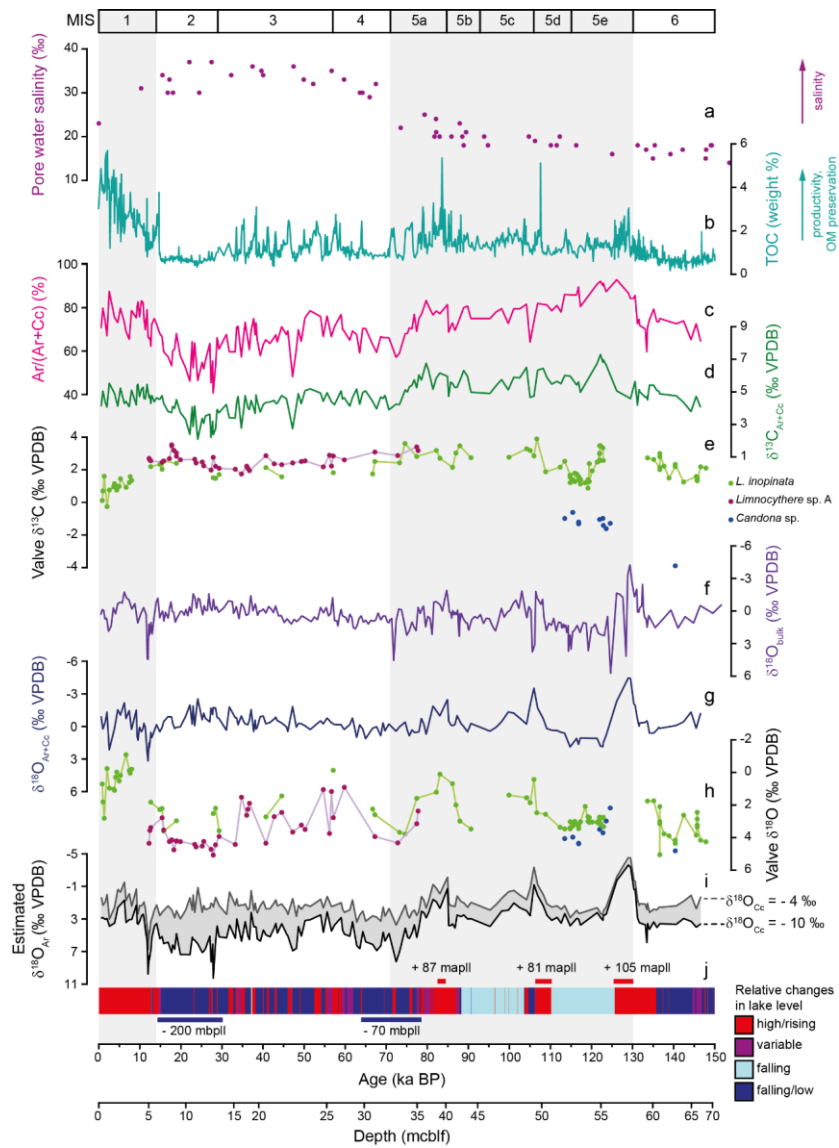 MIS 1 2 3 4 5a 5b 5c 5d 5e 6
Pore water salinity (‰)
40
30
20
10
a
salinity
TOC (weight %)
6
4
2
0
b
productivity,
OM preservation
Ar/(Ar+Cc) (%)
100
80
60
40
c
δ¹³C_Ar+Cc (‰ VPDB)
9
7
5
3
1
d
Valve δ¹³C (‰ VPDB)
4
2
0
-2
-4
e
L. inopinata
Limnocythere sp. A
Candona sp.
δ¹⁸O_bulk (‰ VPDB)
-6
-3
0
3
6
f
δ¹⁸O_Ar+Cc (‰ VPDB)
-6
-3
0
3
6
g
Valve δ¹⁸O (‰ VPDB)
-2
0
2
4
6
h
Estimated
δ¹⁸O_Ar (‰ VPDB)
-5
-1
3
7
11
i
δ¹⁸O_Cc = - 4 ‰
δ¹⁸O_Cc = - 10 ‰
j
+ 87 mapll
+ 81 mapll
+ 105 mapll
- 200 mbpll
- 70 mbpll
Relative changes
in lake level
high/rising
variable
falling
falling/low
0 10 20 30 40 50 60 70 80 90 100 110 120 130 140 150
Age (ka BP)
0 5 10 15 20 30 35 40 45 50 55 60 65 70
Depth (mcblf)